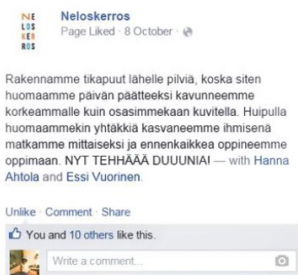 NE
LOS
KER
ROS
Neloskerros
Page Liked · 8 October ·
Rakennamme tikapuut lähelle pilviä, koska siten
huomaamme päivän päätteeksi kavunneemme
korkeammalle kuin osasimmekaan kuvitella. Huipulla
huomaammekin yhtäkkiä kasvaneemme ihmisenä
matkamme mittaiseksi ja ennenkaikkea oppineemme
oppimaan. NYT TEHHÄÄÄ DUUUNIA! — with Hanna
Ahtola and Essi Vuorinen.
Unlike · Comment · Share
You and 10 others like this.
Write a comment...